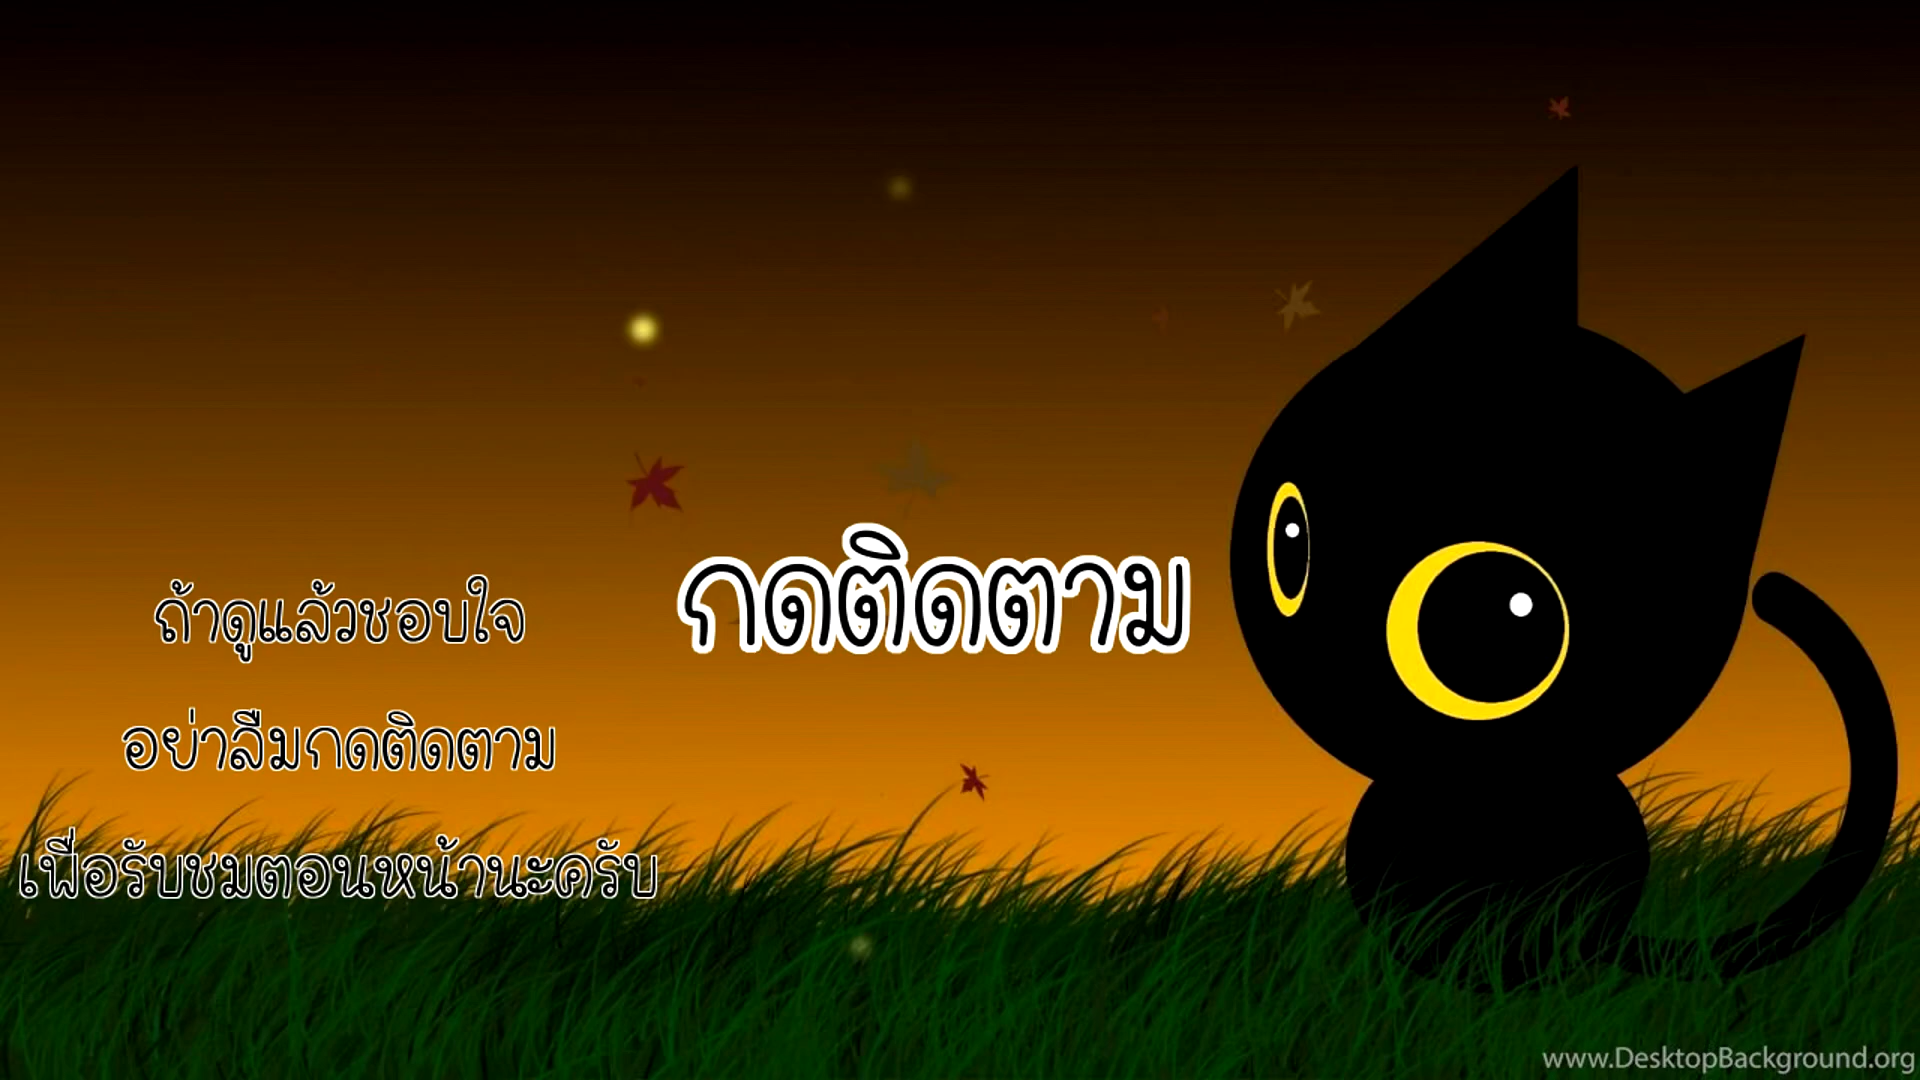 กดติดตาม
ถ้าดูแล้วชอบใจ
อย่าลืมกดติดตาม
เพื่อรับชมตอนหน้านะครับ
www.DesktopBackground.org